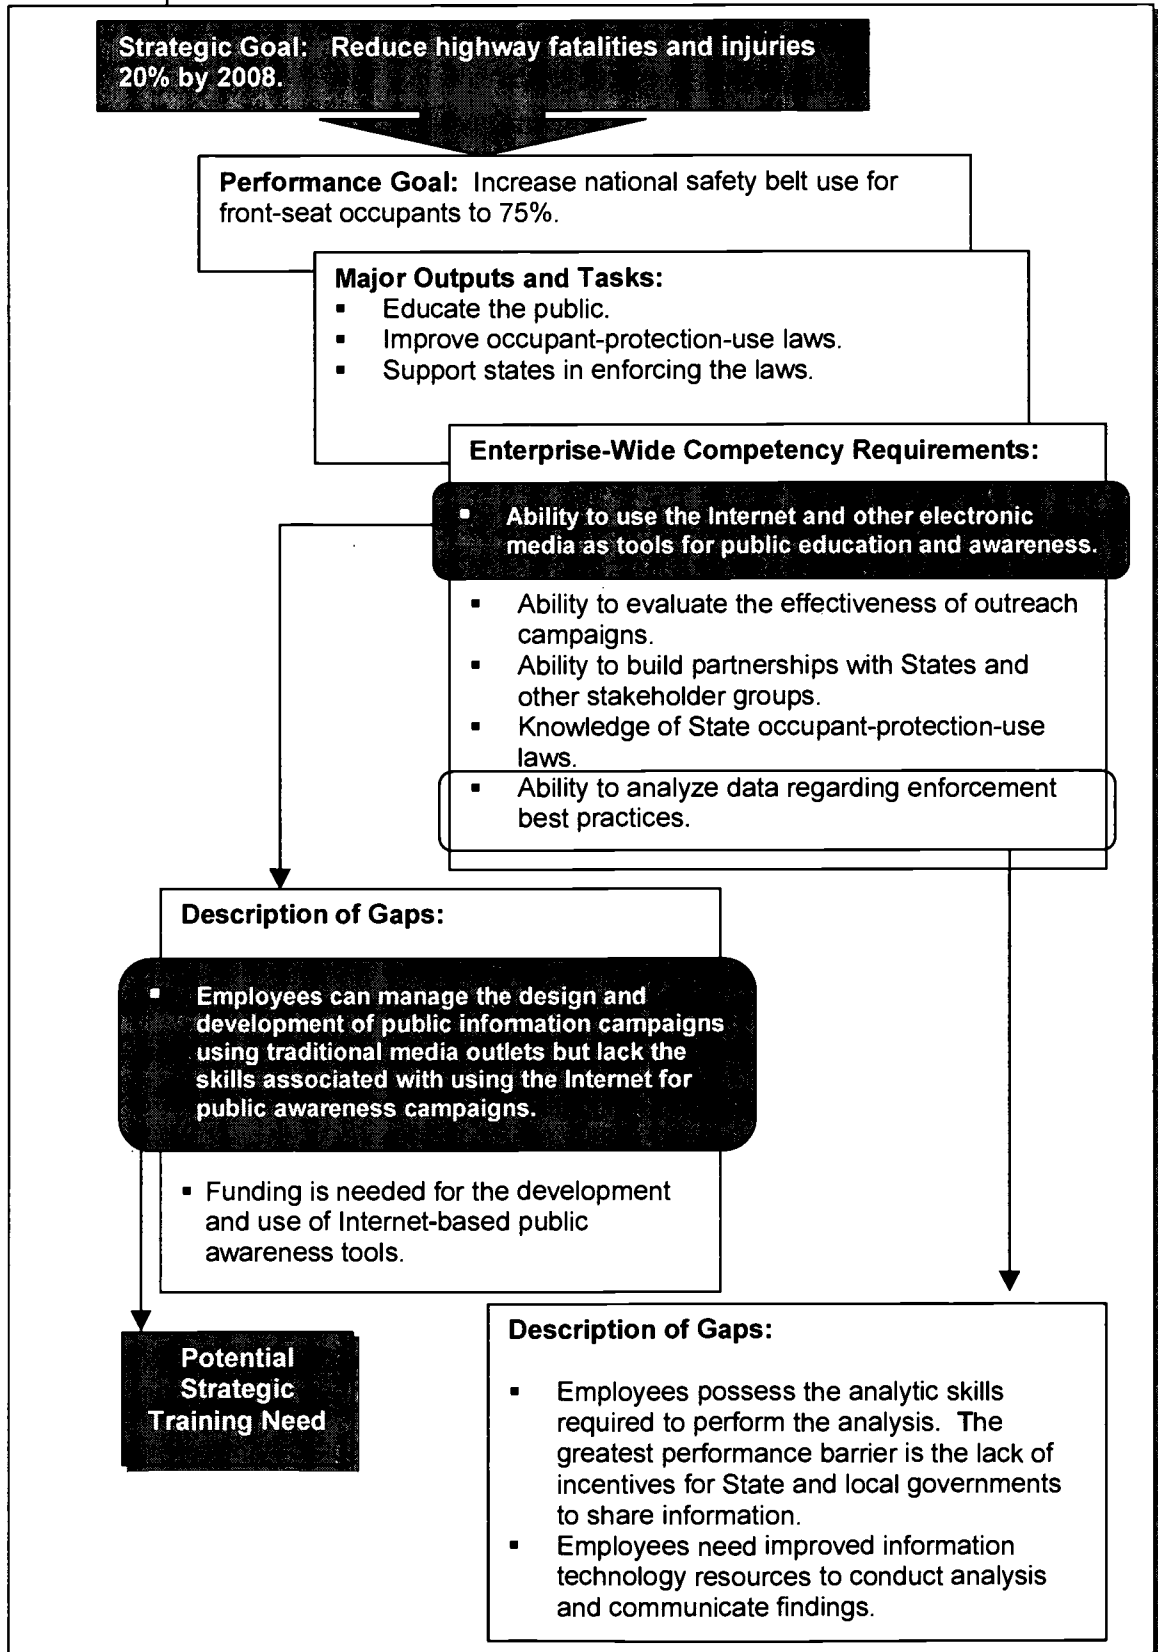 Strategic Goal: Reduce highway fatalities and injuries
20% by 2008.
Performance Goal: Increase national safety belt use for
front-seat occupants to 75%.
Major Outputs and Tasks:
▪ Educate the public.
▪ Improve occupant-protection-use laws.
▪ Support states in enforcing the laws.
Enterprise-Wide Competency Requirements:
▪ Ability to use the Internet and other electronic
media as tools for public education and awareness.
▪ Ability to evaluate the effectiveness of outreach
campaigns.
▪ Ability to build partnerships with States and
other stakeholder groups.
▪ Knowledge of State occupant-protection-use
laws.
▪ Ability to analyze data regarding enforcement
best practices.
Description of Gaps:
▪ Employees can manage the design and
development of public information campaigns
using traditional media outlets but lack the
skills associated with using the Internet for
public awareness campaigns.
▪ Funding is needed for the development
and use of Internet-based public
awareness tools.
Potential
Strategic
Training Need
Description of Gaps:
▪ Employees possess the analytic skills
required to perform the analysis. The
greatest performance barrier is the lack of
incentives for State and local governments
to share information.
▪ Employees need improved information
technology resources to conduct analysis
and communicate findings.